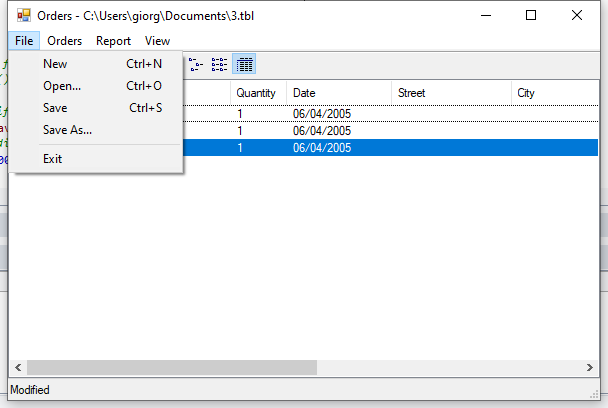 Orders - C:\Users\giorg\Documents\3.tbl
File Orders Report View
New Ctrl+N
Open... Ctrl+O
Save Ctrl+S
Save As...
Exit
Quantity Date Street City
1 06/04/2005
1 06/04/2005
1 06/04/2005
Modified